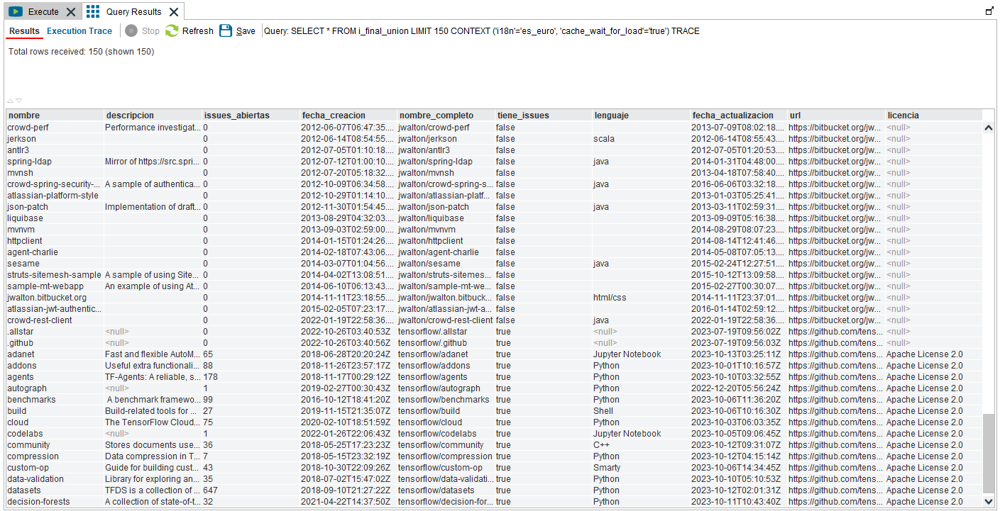 Execute Query Results
Results Execution Trace Stop Refresh Save Query: SELECT * FROM i_final_union LIMIT 150 CONTEXT ('i18n'='es_euro', 'cache_wait_for_load'='true') TRACE
Total rows received: 150 (shown 150)
nombre descripcion issues_abiertas fecha_creacion nombre_completo tiene_issues lenguaje fecha_actualizacion url licencia
crowd-perf Performance investigat... 0 2012-06-07T06:47:35.... jwalton/crowd-perf false 2013-07-09T08:02:18.... https://bitbucket.org/jw... <null>
jerkson 0 2012-06-14T08:54:55.... jwalton/jerkson false scala 2012-06-14T08:55:43.... https://bitbucket.org/jw... <null>
antlr3 0 2012-07-05T01:10:18.... jwalton/antlr3 false 2012-07-05T01:20:53.... https://bitbucket.org/jw... <null>
spring-ldap Mirror of https://src.spri... 0 2012-07-12T01:00:10.... jwalton/spring-ldap false java 2014-01-31T04:48:00.... https://bitbucket.org/jw... <null>
mvnsh 0 2012-07-20T05:18:32.... jwalton/mvnsh false 2013-04-18T07:58:40.... https://bitbucket.org/jw... <null>
crowd-spring-security-... A sample of authentica... 0 2012-10-09T06:34:58.... jwalton/crowd-spring-s... false java 2016-06-06T03:32:18.... https://bitbucket.org/jw... <null>
atlassian-platform-style 0 2012-10-29T01:14:10.... jwalton/atlassian-platf... false 2013-01-03T05:25:41.... https://bitbucket.org/jw... <null>
json-patch Implementation of draft... 0 2012-11-30T01:54:45.... jwalton/json-patch false java 2013-03-11T02:59:31.... https://bitbucket.org/jw... <null>
liquibase 0 2013-08-29T04:32:03.... jwalton/liquibase false 2013-09-09T05:16:38.... https://bitbucket.org/jw... <null>
mvnvm 0 2013-09-03T02:59:00.... jwalton/mvnvm false 2014-08-29T08:07:23.... https://bitbucket.org/jw... <null>
httpclient 0 2014-01-15T01:24:26.... jwalton/httpclient false 2014-08-14T12:41:46.... https://bitbucket.org/jw... <null>
agent-charlie 0 2014-02-18T07:43:06.... jwalton/agent-charlie false 2014-05-08T07:05:13.... https://bitbucket.org/jw... <null>
sesame 0 2014-03-07T01:04:56.... jwalton/sesame false java 2015-02-24T12:27:51.... https://bitbucket.org/jw... <null>
struts-sitemesh-sample A sample of using Site... 0 2014-04-02T13:08:51.... jwalton/struts-sitemes... false 2015-10-12T13:09:58.... https://bitbucket.org/jw... <null>
sample-mt-webapp An example of using At... 0 2014-06-10T06:13:43.... jwalton/sample-mt-we... false 2015-02-27T00:30:07.... https://bitbucket.org/jw... <null>
jwalton.bitbucket.org 0 2014-11-11T23:18:55.... jwalton/jwalton.bitbuck... false html/css 2014-11-11T23:37:01.... https://bitbucket.org/jw... <null>
atlassian-jwt-authentic... 0 2015-02-05T07:23:17.... jwalton/atlassian-jwt-a... false 2016-01-14T02:59:12.... https://bitbucket.org/jw... <null>
crowd-rest-client 0 2022-01-19T22:58:36.... jwalton/crowd-rest-client false java 2022-01-19T22:58:36.... https://bitbucket.org/jw... <null>
.allstar <null> 0 2022-10-26T03:40:53Z tensorflow/.allstar true <null> 2023-07-19T09:56:02Z https://github.com/tens... <null>
.github <null> 0 2022-10-26T03:40:56Z tensorflow/.github true <null> 2023-07-19T09:56:03Z https://github.com/tens... <null>
adanet Fast and flexible AutoM... 65 2018-06-28T20:20:24Z tensorflow/adanet true Jupyter Notebook 2023-10-13T03:25:11Z https://github.com/tens... Apache License 2.0
addons Useful extra functionali... 88 2018-11-26T23:57:17Z tensorflow/addons true Python 2023-10-01T10:16:57Z https://github.com/tens... Apache License 2.0
agents TF-Agents: A reliable, s... 178 2018-11-17T00:29:12Z tensorflow/agents true Python 2023-10-10T03:32:55Z https://github.com/tens... Apache License 2.0
autograph <null> 1 2019-02-27T00:30:43Z tensorflow/autograph true Python 2022-12-20T05:56:24Z https://github.com/tens... Apache License 2.0
benchmarks A benchmark framewo... 99 2016-10-12T18:41:20Z tensorflow/benchmarks true Python 2023-10-06T11:36:20Z https://github.com/tens... Apache License 2.0
build Build-related tools for ... 27 2019-11-15T21:35:07Z tensorflow/build true Shell 2023-10-06T10:16:30Z https://github.com/tens... Apache License 2.0
cloud The TensorFlow Cloud... 75 2020-02-10T18:51:59Z tensorflow/cloud true Python 2023-10-03T06:03:35Z https://github.com/tens... Apache License 2.0
codelabs <null> 1 2022-01-26T22:06:43Z tensorflow/codelabs true Jupyter Notebook 2023-10-05T09:06:45Z https://github.com/tens... Apache License 2.0
community Stores documents use... 36 2018-05-25T17:23:23Z tensorflow/community true C++ 2023-10-12T09:31:07Z https://github.com/tens... Apache License 2.0
compression Data compression in T... 7 2018-05-15T23:32:19Z tensorflow/compression true Python 2023-10-12T04:15:14Z https://github.com/tens... Apache License 2.0
custom-op Guide for building cust... 43 2018-10-30T22:09:26Z tensorflow/custom-op true Smarty 2023-10-06T14:34:45Z https://github.com/tens... Apache License 2.0
data-validation Library for exploring an... 35 2018-07-02T15:47:02Z tensorflow/data-validati... true Python 2023-10-10T05:10:53Z https://github.com/tens... Apache License 2.0
datasets TFDS is a collection of ... 647 2018-09-10T21:27:22Z tensorflow/datasets true Python 2023-10-12T02:01:31Z https://github.com/tens... Apache License 2.0
decision-forests A collection of state-of-t... 32 2021-04-22T14:37:50Z tensorflow/decision-for... true Python 2023-10-11T10:43:40Z https://github.com/tens... Apache License 2.0